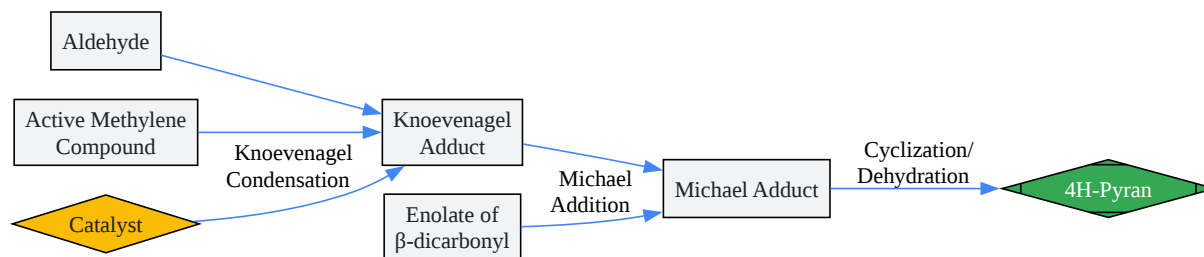 Aldehyde
Active Methylene
Compound
Catalyst
Knoevenagel
Condensation
Knoevenagel
Adduct
Enolate of
β-dicarbonyl
Michael
Addition
Michael Adduct
Cyclization/
Dehydration
4H-Pyran